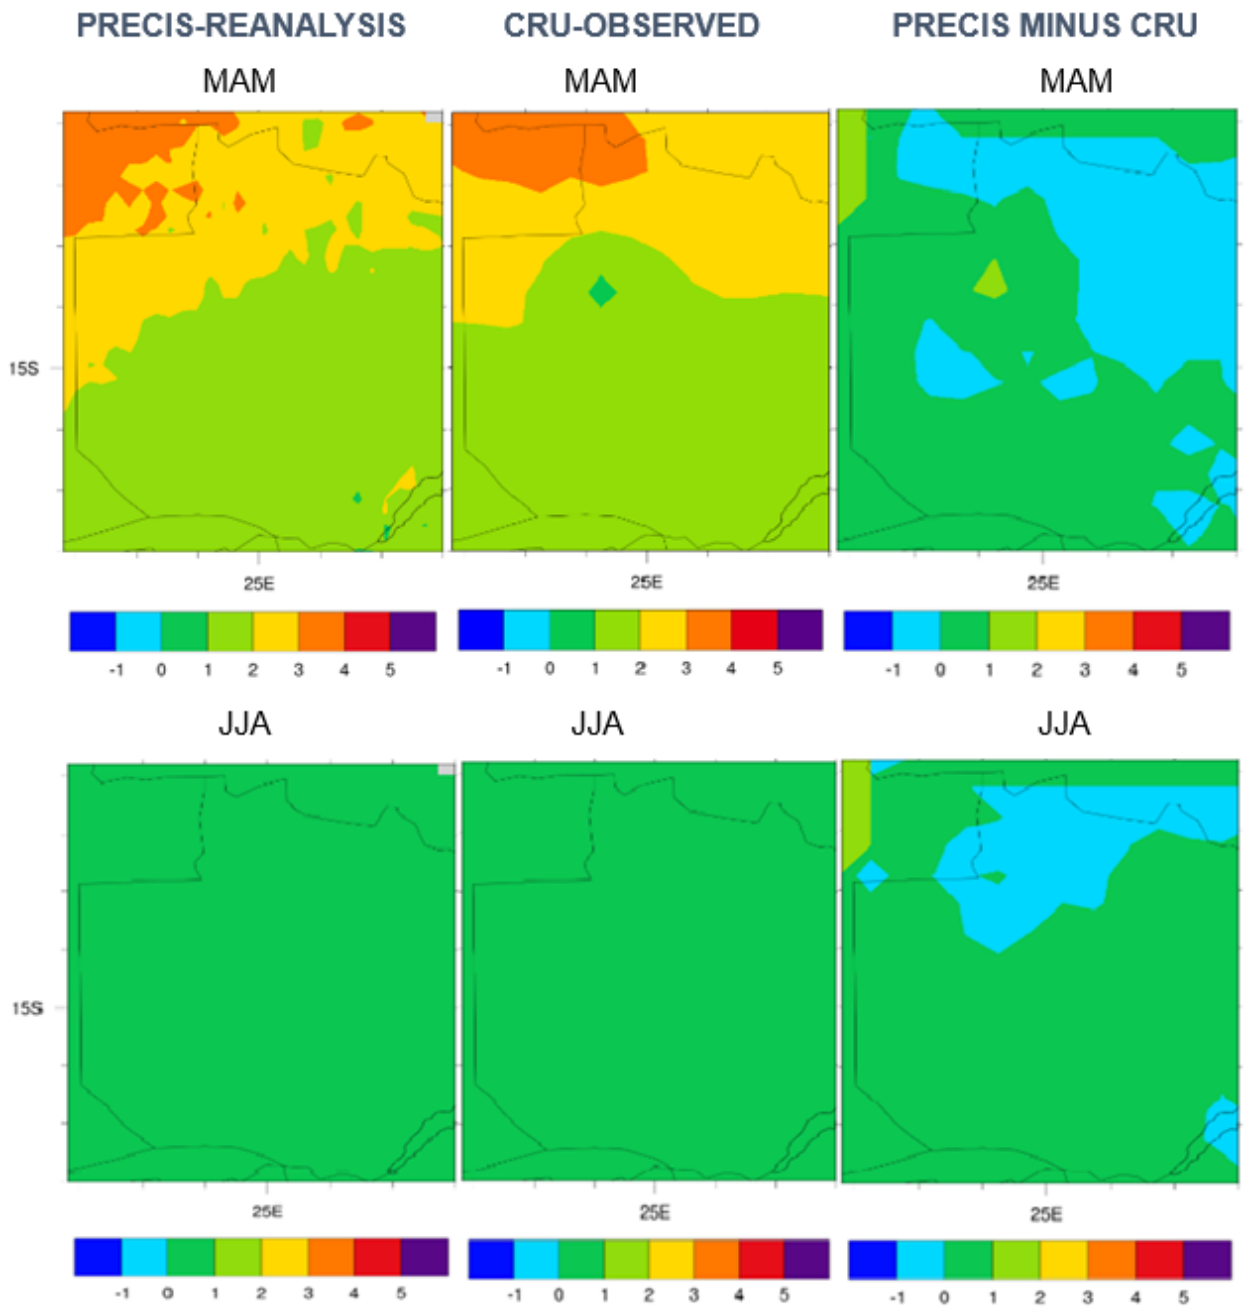 PRECIS-REANALYSIS CRU-OBSERVED PRECIS MINUS CRU
MAM MAM MAM
15S
25E 25E 25E
-1 0 1 2 3 4 5 -1 0 1 2 3 4 5 -1 0 1 2 3 4 5
JJA JJA JJA
15S
25E 25E 25E
-1 0 1 2 3 4 5 -1 0 1 2 3 4 5 -1 0 1 2 3 4 5